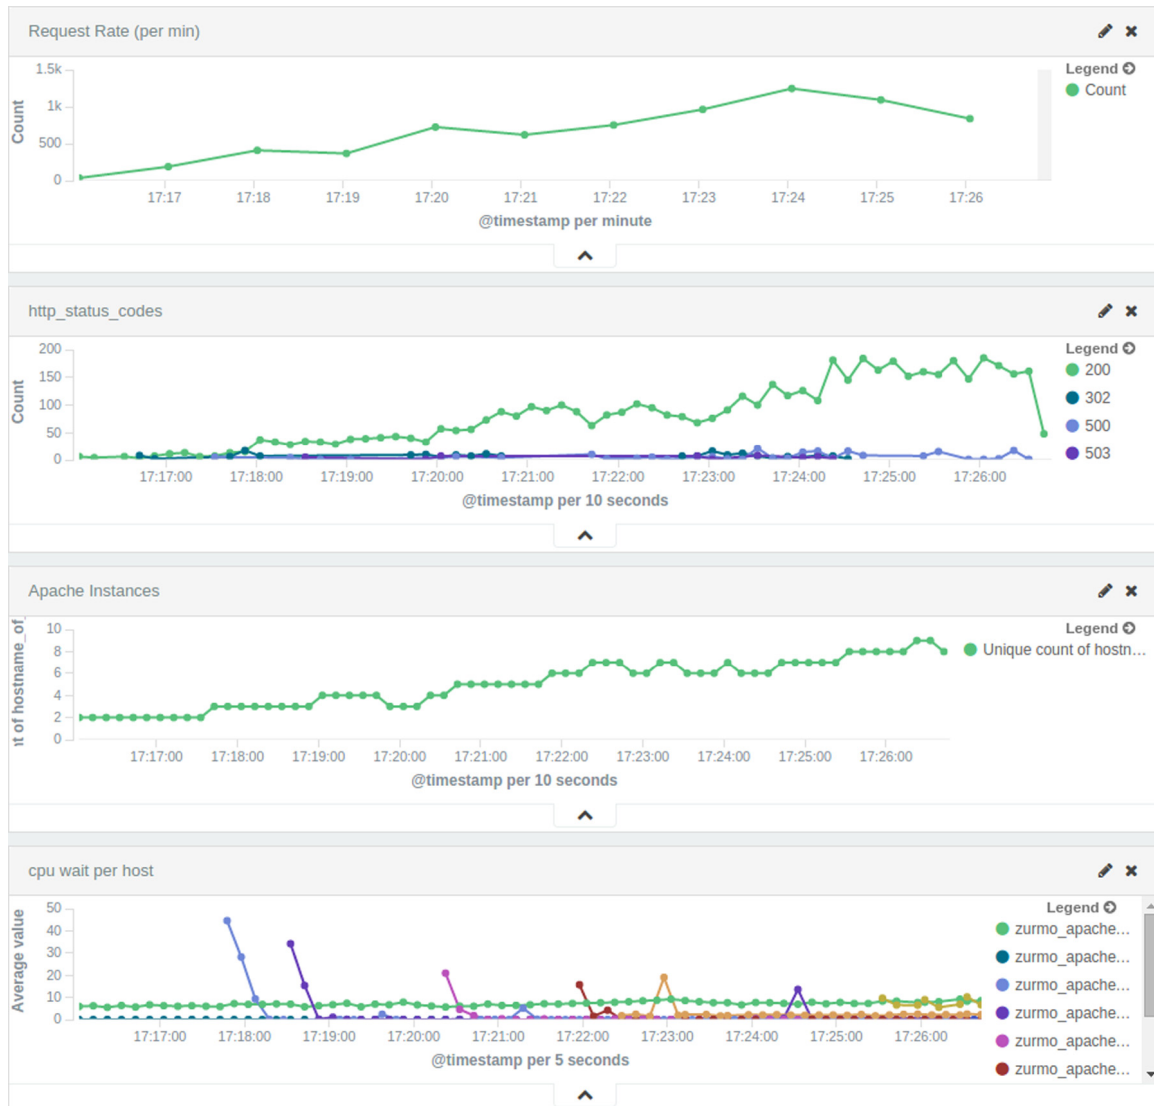 Request Rate (per min)
1.5k
1k
500
0
Count
Legend
Count
17:17 17:18 17:19 17:20 17:21 17:22 17:23 17:24 17:25 17:26
@timestamp per minute
http_status_codes
200
150
100
50
0
Count
Legend
200
302
500
503
17:17:00 17:18:00 17:19:00 17:20:00 17:21:00 17:22:00 17:23:00 17:24:00 17:25:00 17:26:00
@timestamp per 10 seconds
Apache Instances
10
8
6
4
2
0
t of hostname_of_
Legend
Unique count of hostn...
17:17:00 17:18:00 17:19:00 17:20:00 17:21:00 17:22:00 17:23:00 17:24:00 17:25:00 17:26:00
@timestamp per 10 seconds
cpu wait per host
50
40
30
20
10
0
Average value
Legend
zurmo_apache...
zurmo_apache...
zurmo_apache...
zurmo_apache...
zurmo_apache...
zurmo_apache...
17:17:00 17:18:00 17:19:00 17:20:00 17:21:00 17:22:00 17:23:00 17:24:00 17:25:00 17:26:00
@timestamp per 5 seconds